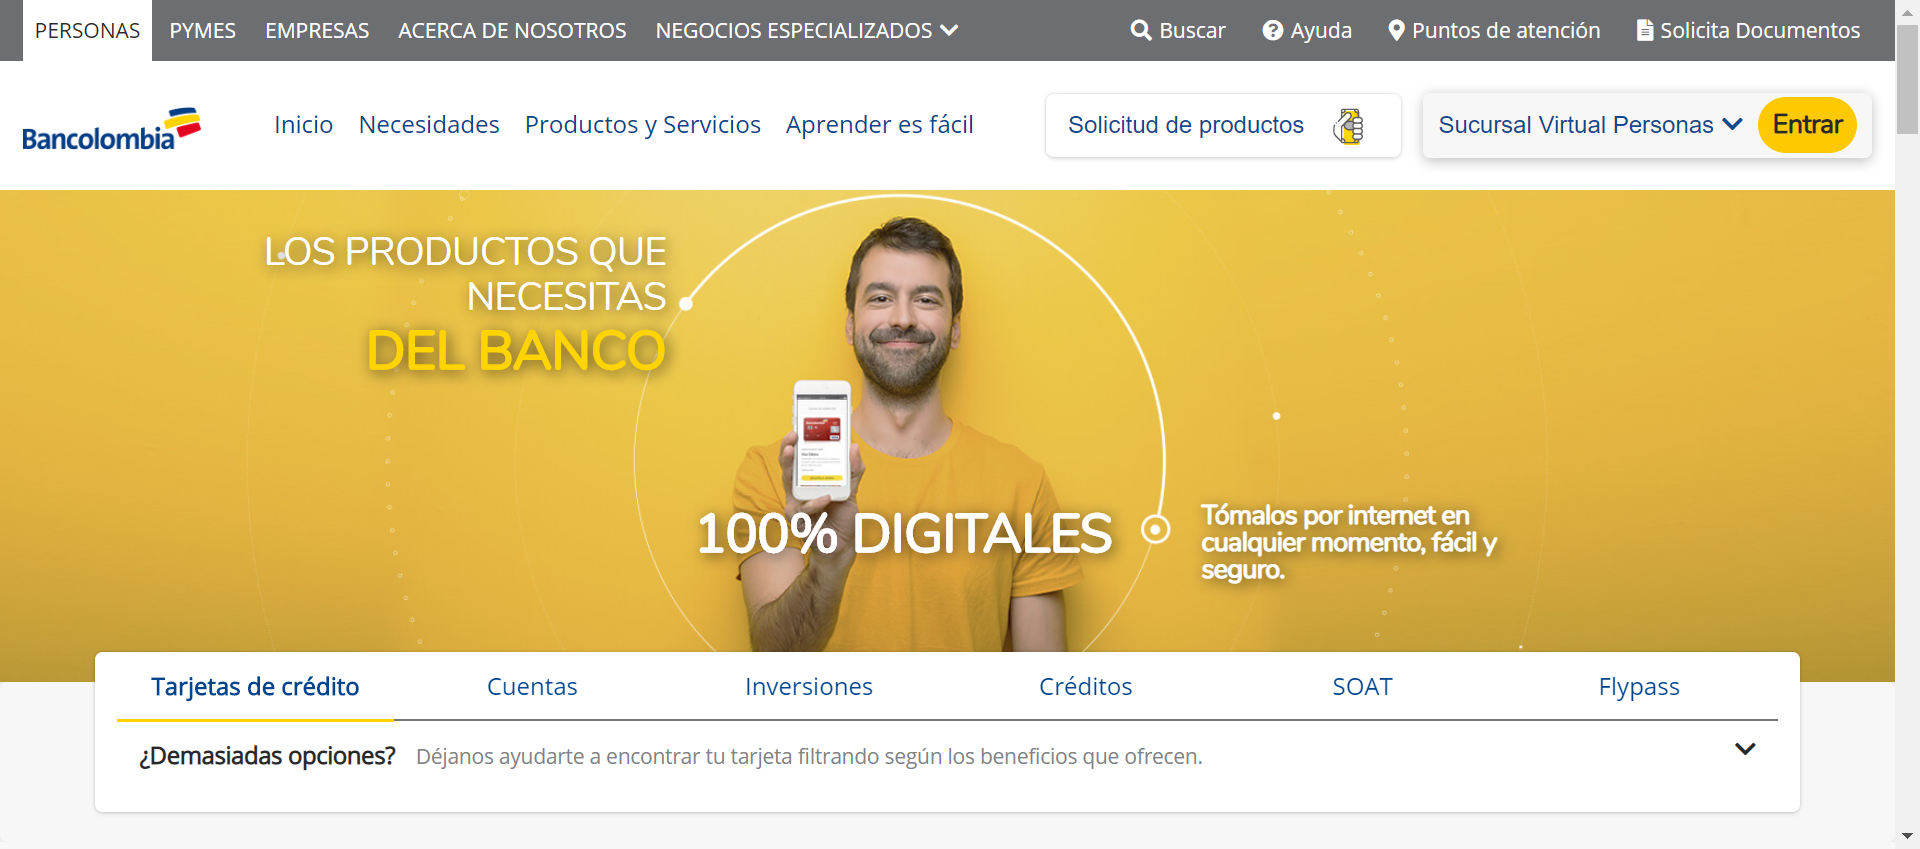 PERSONAS PYMES EMPRESAS ACERCA DE NOSOTROS NEGOCIOS ESPECIALIZADOS Buscar Ayuda Puntos de atención Solicita Documentos
Bancolombia Inicio Necesidades Productos y Servicios Aprender es fácil Solicitud de productos Sucursal Virtual Personas Entrar
LOS PRODUCTOS QUE
NECESITAS
DEL BANCO
100% DIGITALES
Tómalos por internet en
cualquier momento, fácil y
seguro.
Tarjetas de crédito Cuentas Inversiones Créditos SOAT Flypass
¿Demasiadas opciones? Déjanos ayudarte a encontrar tu tarjeta filtrando según los beneficios que ofrecen.